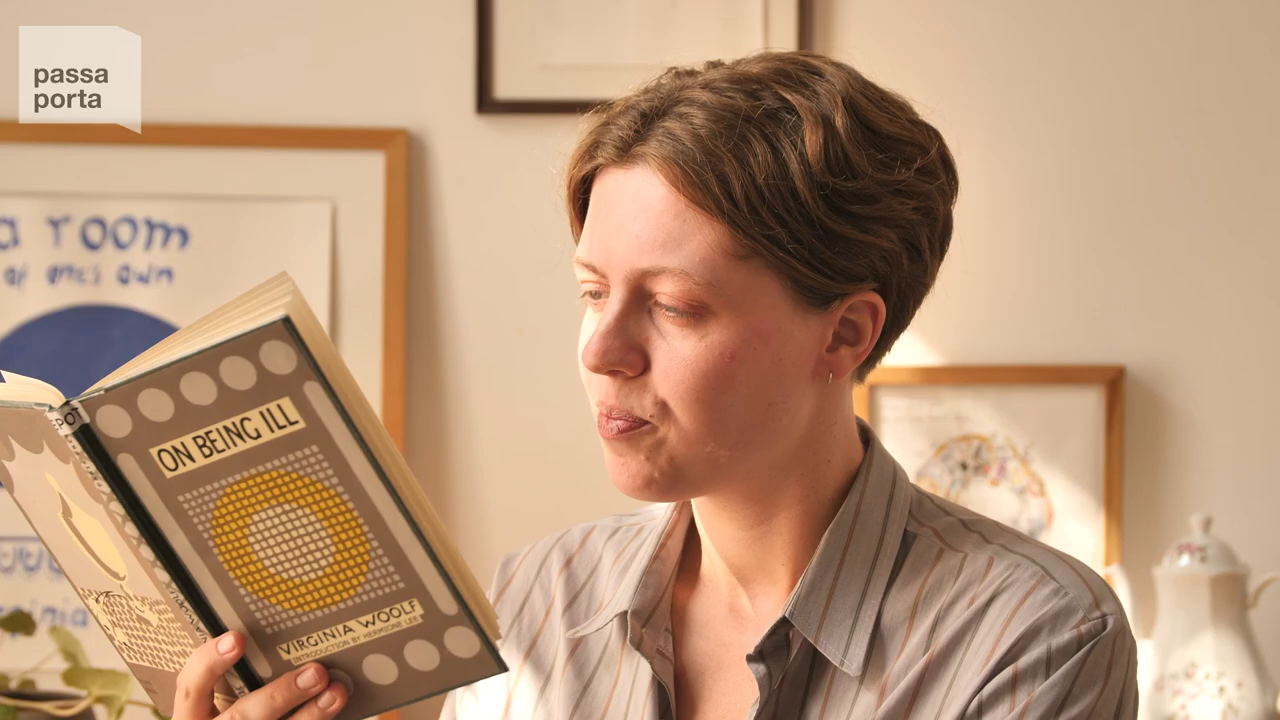 passa
porta
a room
of one's own
ON BEING ILL
VIRGINIA WOOLF
INTRODUCTION BY HERMIONE LEE